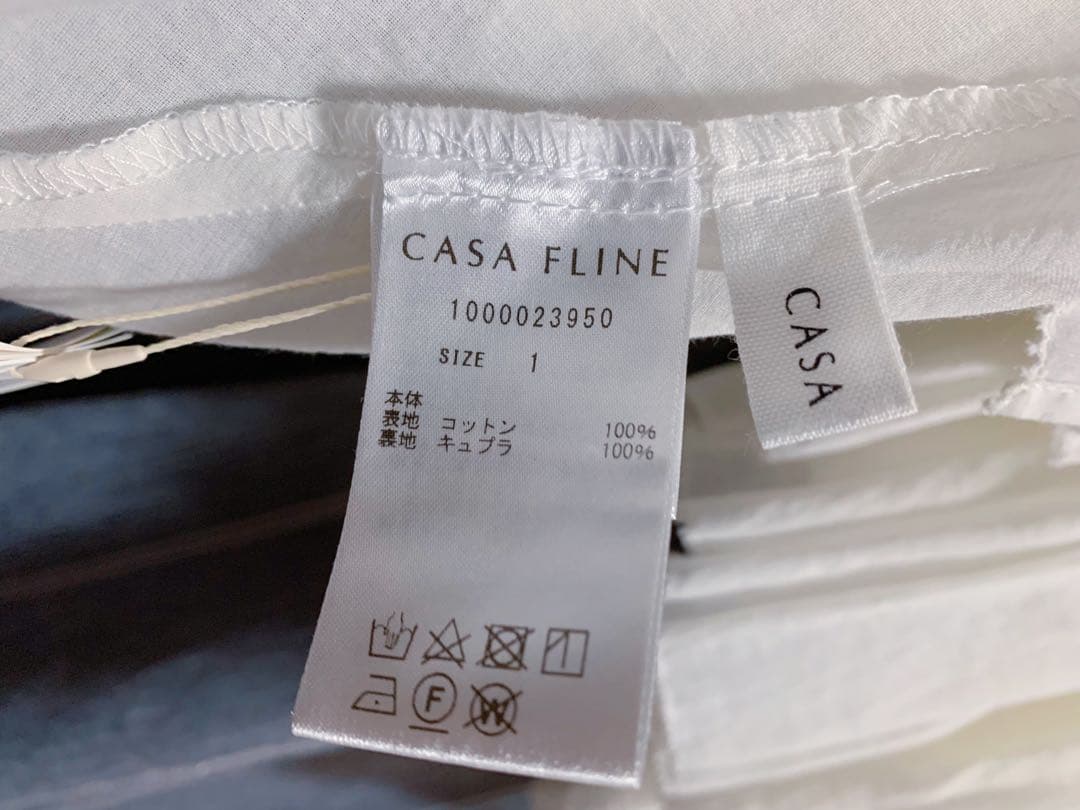 CASA FLINE
1000023950
SIZE 1
本体
表地 コットン 100%
裏地 キュプラ 100%
F
W
CASA